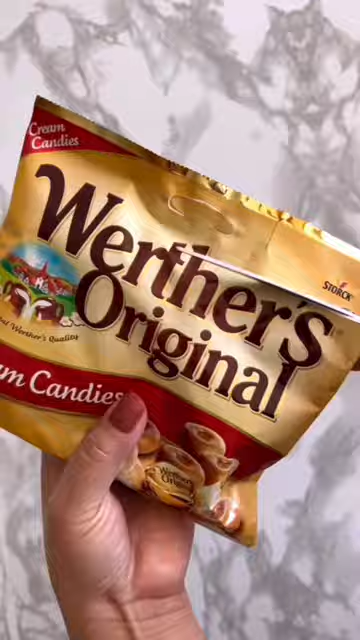 Cream
Candies
Werther's
Original
STORCK
Werther's Quality
m Candies
Werther's
Original